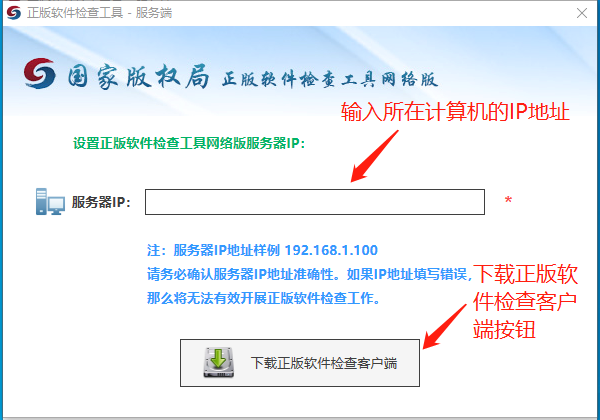 正版软件检查工具 - 服务端
国家版权局 正版软件检查工具网络版
输入所在计算机的IP地址
设置正版软件检查工具网络版服务器IP:
服务器IP: *
注: 服务器IP地址样例 192.168.1.100
请务必确认服务器IP地址准确性。如果IP地址填写错误,
那么将无法有效开展正版软件检查工作。
下载正版软
件检查客户
端按钮
下载正版软件检查客户端